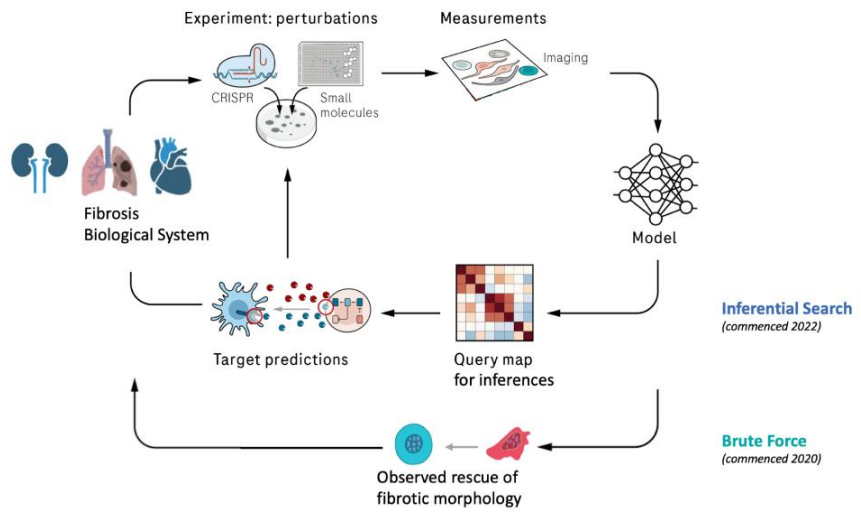 Experiment: perturbations
Measurements
Imaging
CRISPR
Small
molecules
Fibrosis
Biological System
Model
Inferential Search
(commenced 2022)
Target predictions
Query map
for inferences
Brute Force
(commenced 2020)
Observed rescue of
fibrotic morphology